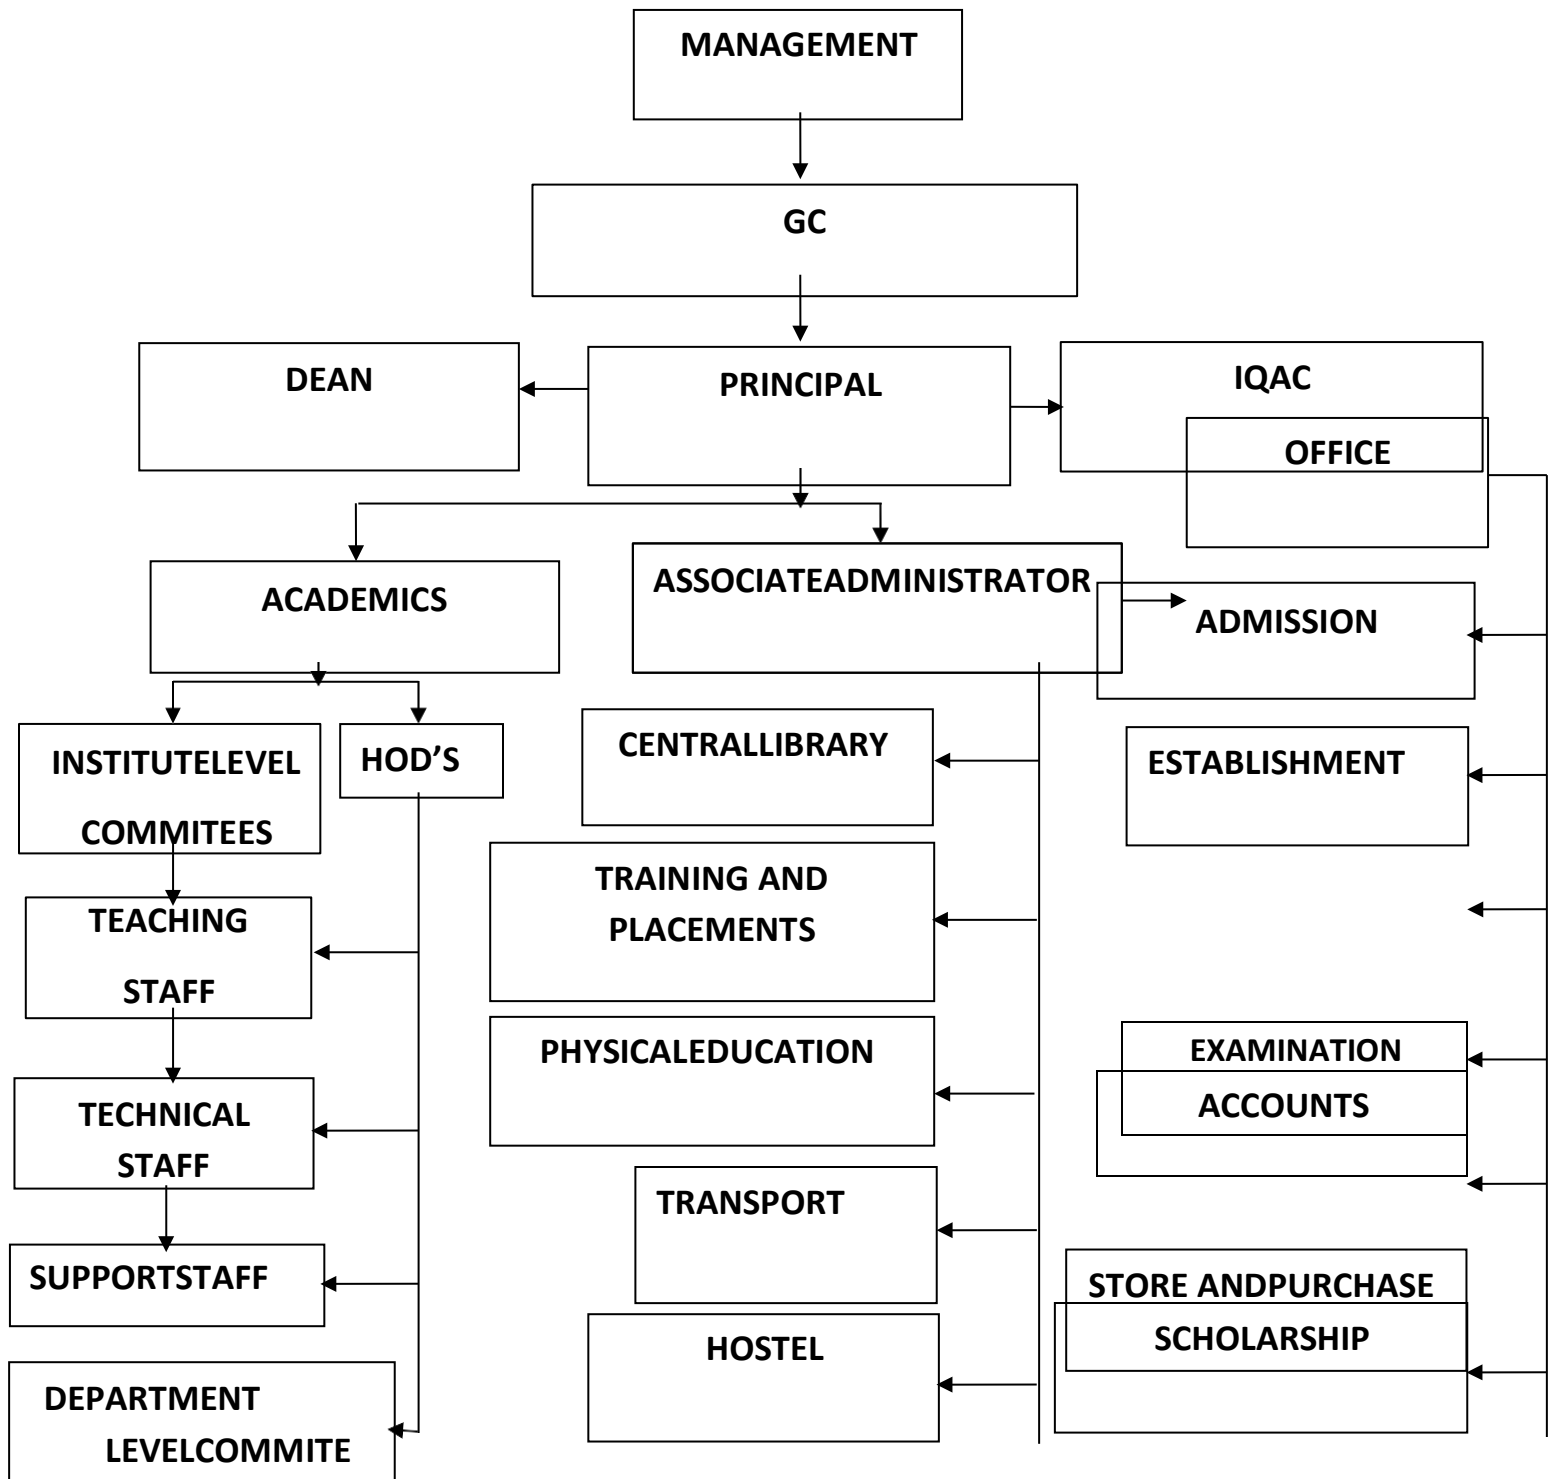 MANAGEMENT
GC
DEAN
PRINCIPAL
IQAC
OFFICE
ACADEMICS
ASSOCIATEADMINISTRATOR
ADMISSION
INSTITUTELEVEL
COMMITEES
HOD’S
CENTRALLIBRARY
ESTABLISHMENT
TEACHING
STAFF
TRAINING AND
PLACEMENTS
PHYSICALEDUCATION
EXAMINATION
ACCOUNTS
TECHNICAL
STAFF
TRANSPORT
SUPPORTSTAFF
STORE ANDPURCHASE
SCHOLARSHIP
HOSTEL
DEPARTMENT
LEVELCOMMITE